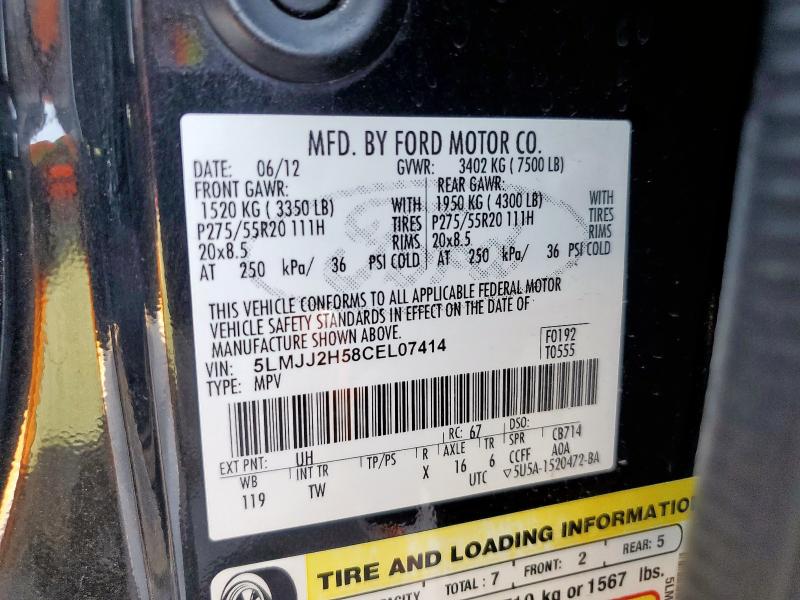 MFD. BY FORD MOTOR CO.
DATE: 06/12 GVWR: 3402 KG ( 7500 LB)
FRONT GAWR: REAR GAWR:
1520 KG ( 3350 LB) WITH 1950 KG ( 4300 LB) WITH
P275/55R20 111H TIRES P275/55R20 111H TIRES
20x8.5 RIMS 20x8.5 RIMS
AT 250 kPa/ 36 PSI COLD AT 250 kPa/ 36 PSI COLD
THIS VEHICLE CONFORMS TO ALL APPLICABLE FEDERAL MOTOR
VEHICLE SAFETY STANDARDS IN EFFECT ON THE DATE OF
MANUFACTURE SHOWN ABOVE.
VIN: 5LMJJ2H58CEL07414 F0192
TYPE: MPV T0555
EXT PNT: UH RC: 67 DSO:
WB INT TR TP/PS R AXLE TR SPR CB714
119 TW X 16 6 CCFF AOA
UTC ▽5U5A-1520472-BA
TIRE AND LOADING INFORMATIO
TOTAL : 7 FRONT: 2 REAR: 5
kg or 1567 lbs.
5LM